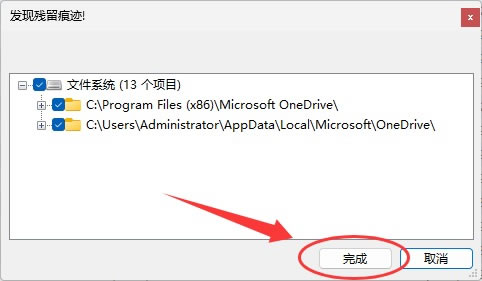 发现残留痕迹!
文件系统 (13 个项目)
C:\Program Files (x86)\Microsoft OneDrive\
C:\Users\Administrator\AppData\Local\Microsoft\OneDrive\
完成
取消